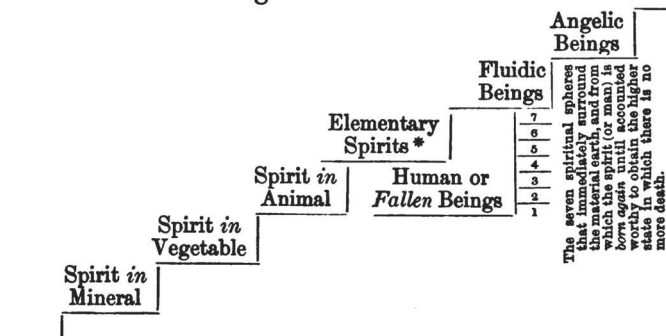 Angelic
Beings
Fluidic
Beings
Elementary
Spirits *
Spirit in
Animal
Human or
Fallen Beings
Spirit in
Vegetable
Spirit in
Mineral
7
6
5
4
3
2
1
The seven spiritual spheres
that immediately surround
the material earth, and from
which the spirit (or man) is
born again until accounted
worthy to obtain the higher
state in which there is no
more death.